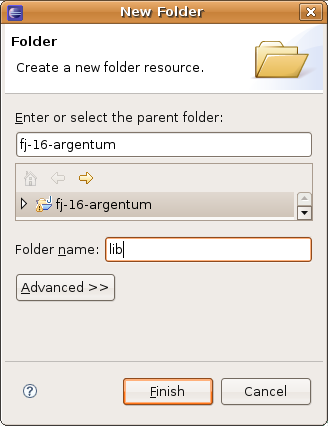 New Folder
Folder
Create a new folder resource.
Enter or select the parent folder:
fj-16-argentum
fj-16-argentum
Folder name: lib
Advanced >>
? Finish Cancel